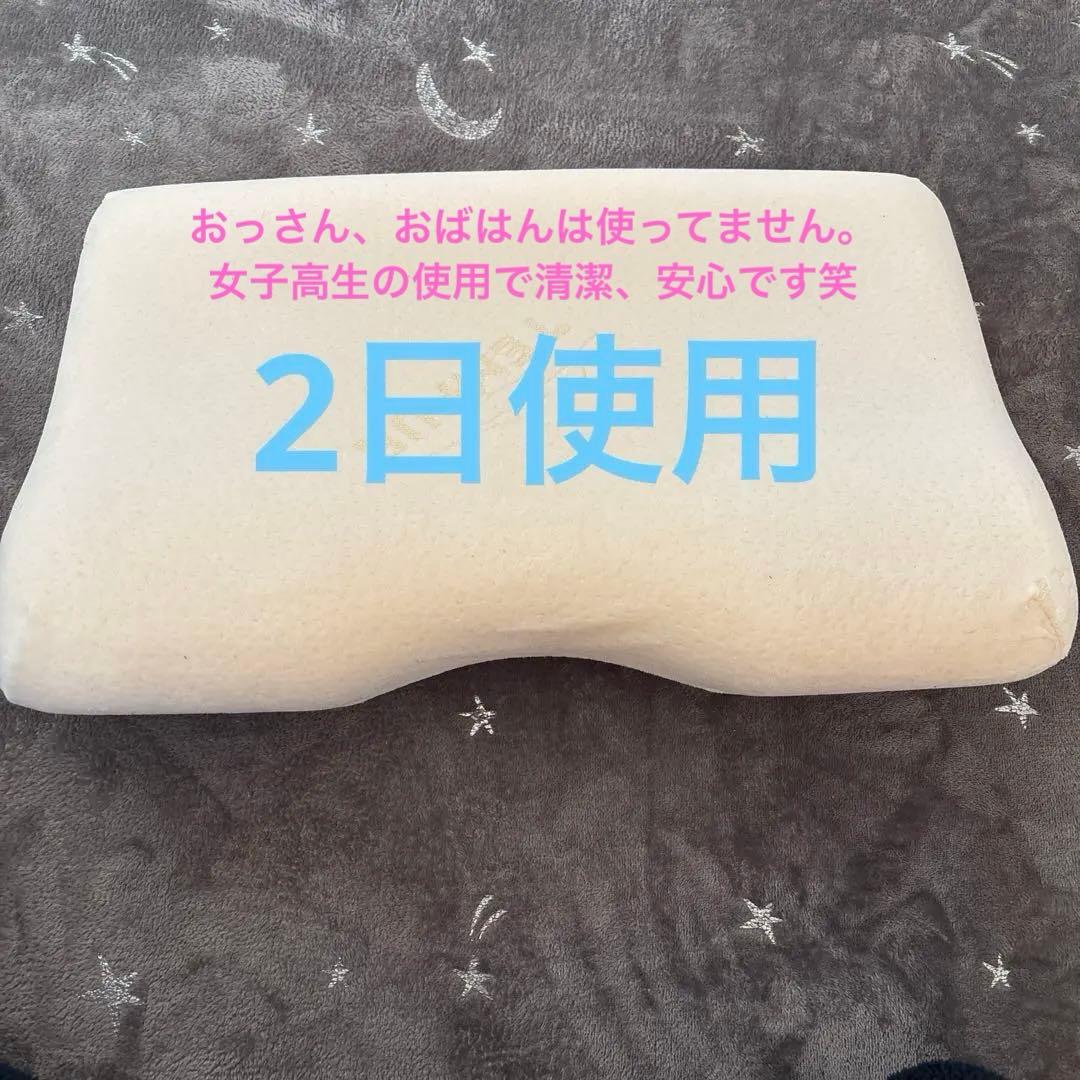 おっさん、おばはんは使ってません。
女子高生の使用で清潔、安心です笑
2日使用